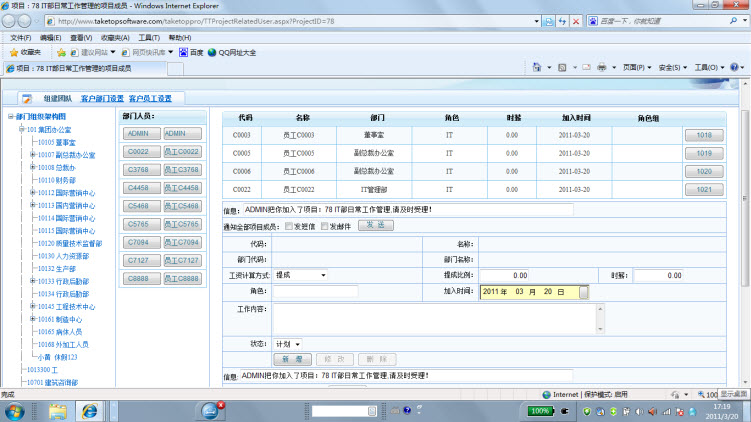 项目：78 IT部日常工作管理的项目成员 - Windows Internet Explorer
http://www.taketopsoftware.com/taketoppro/TTProjectRelatedUser.aspx?ProjectID=78
百度一下，你就知道
文件(F) 编辑(E) 查看(V) 收藏夹(A) 工具(T) 帮助(H)
收藏夹 建议网站 网页快讯库 百度 QQ网址大全
项目：78 IT部日常工作管理的项目成员
页面(P) 安全(S) 工具(O)
组建团队 客户部门设置 客户员工设置
部门组织架构图
101 集团办公室
10105 董事室
10107 副总裁办公室
10108 总裁办
10110 财务部
10112 国际营销中心
10113 国内营销中心
10114 国际营销中心
10115 国际营销中心
10120 质量技术监督部
10130 人力资源部
10132 生产部
10133 行政后勤部
10134 行政后勤部
10145 工程技术中心
10161 制造中心
10165 病体人员
10168 外加工人员
小黄 休假123
1013300 工
10701 建筑咨询部
部门人员：
ADMIN ADMIN
C0022 员工C0022
C3768 员工C3768
C4458 员工C4458
C5468 员工C5468
C5765 员工C5765
C7094 员工C7094
C7127 员工C7127
C8888 员工C8888
代码 名称 部门 角色 时薪 加入时间 角色组
C0003 员工C0003 董事室 IT 0.00 2011-03-20 1018
C0005 员工C0005 副总裁办公室 IT 0.00 2011-03-20 1019
C0006 员工C0006 副总裁办公室 IT 0.00 2011-03-20 1020
C0022 员工C0022 IT管理部 IT 0.00 2011-03-20 1021
信息： ADMIN把你加入了项目：78 IT部日常工作管理,请及时受理！
通知全部项目成员： 发短信 发邮件 发 送
代码： 名称：
部门代码： 部门名称：
工资计算方式： 提成 提成比例： 0.00 时薪： 0.00
角色： 加入时间： 2011 年 03 月 20 日
工作内容：
状态： 计划
新 增 修 改 删 除
信息： ADMIN把你加入了项目：78 IT部日常工作管理,请及时受理！
完成 Internet | 保护模式: 启用 100 显示桌面
100% 17:19
2011/3/20